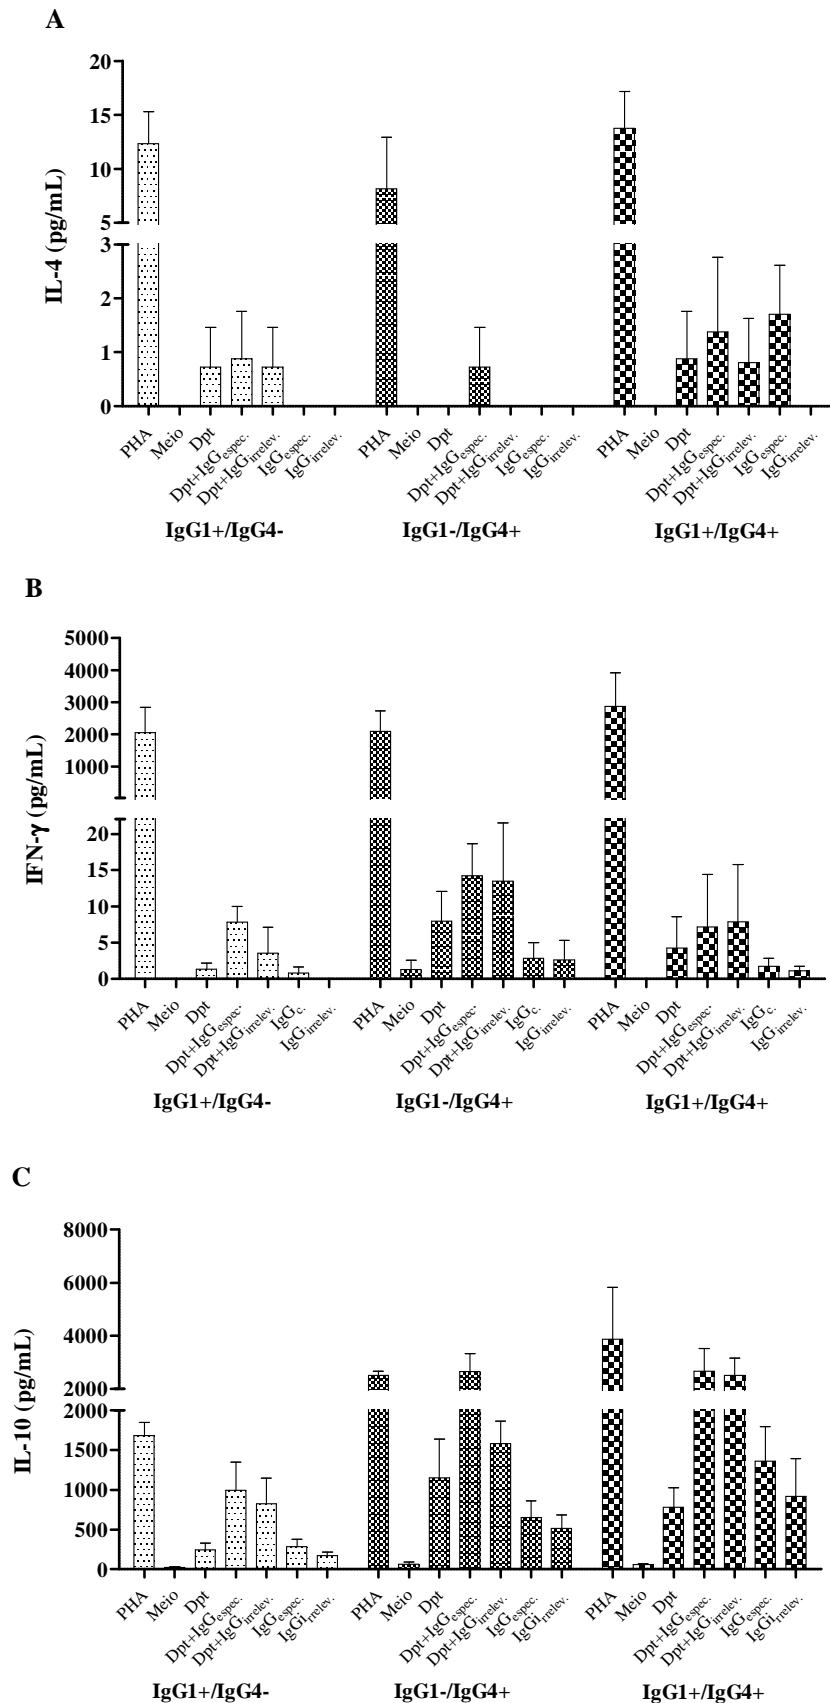 A
IL-4 (pg/mL)
20
15
10
5
3
2
1
0
PHA Meio Dpt Dpt+IgGespec. Dpt+IgGirrelev. IgGespec. IgGirrelev.
PHA Meio Dpt Dpt+IgGespec. Dpt+IgGirrelev. IgGespec. IgGirrelev.
PHA Meio Dpt Dpt+IgGespec. Dpt+IgGirrelev. IgGespec. IgGirrelev.
IgG1+/IgG4- IgG1-/IgG4+ IgG1+/IgG4+
B
IFN-γ (pg/mL)
5000
4000
3000
2000
1000
20
15
10
5
0
PHA Meio Dpt Dpt+IgGespec. Dpt+IgGirrelev. IgGc. IgGirrelev.
PHA Meio Dpt Dpt+IgGespec. Dpt+IgGirrelev. IgGc. IgGirrelev.
PHA Meio Dpt Dpt+IgGespec. Dpt+IgGirrelev. IgGc. IgGirrelev.
IgG1+/IgG4- IgG1-/IgG4+ IgG1+/IgG4+
C
IL-10 (pg/mL)
8000
6000
4000
2000
2000
1500
1000
500
0
PHA Meio Dpt Dpt+IgGespec. Dpt+IgGirrelev. IgGespec. IgGirrelev.
PHA Meio Dpt Dpt+IgGespec. Dpt+IgGirrelev. IgGespec. IgGirrelev.
PHA Meio Dpt Dpt+IgGespec. Dpt+IgGirrelev. IgGespec. IgGirrelev.
IgG1+/IgG4- IgG1-/IgG4+ IgG1+/IgG4+